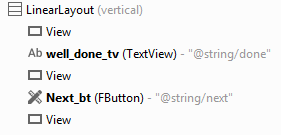 LinearLayout (vertical)
View
Ab well_done_tv (TextView) - "@string/done"
View
Next_bt (FButton) - "@string/next"
View